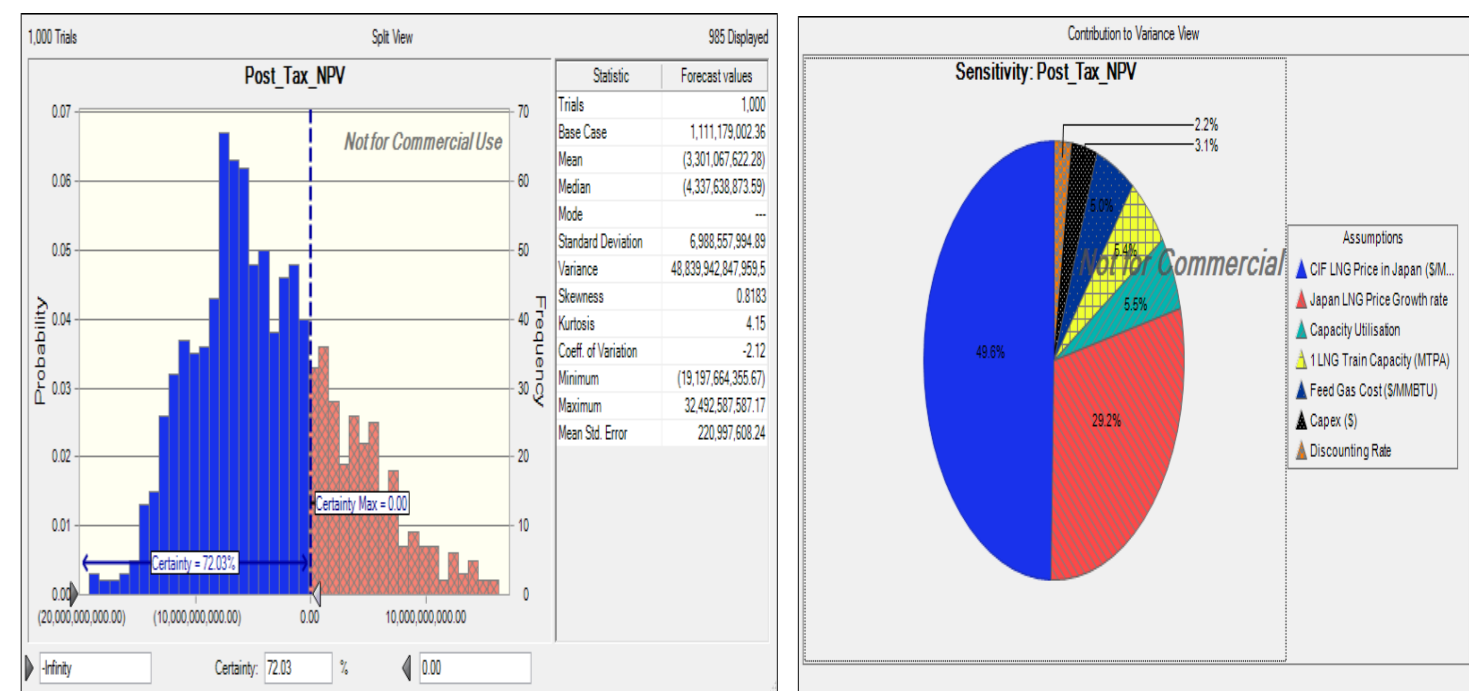 1,000 Trials Split View 985 Displayed
Post_Tax_NPV
Not for Commercial Use
Probability
0.07
0.06
0.05
0.04
0.03
0.02
0.01
0.00
Frequency
70
60
50
40
30
20
10
0
Certainty Max = 0.00
Certainty = 72.03%
(20,000,000,000.00) (10,000,000,000.00) 0.00 10,000,000,000.00
Statistic Forecast values
Trials 1,000
Base Case 1,111,179,002.36
Mean (3,301,067,622.28)
Median (4,337,638,873.59)
Mode ---
Standard Deviation 6,988,557,994.89
Variance 48,839,942,847,959,5
Skewness 0.8183
Kurtosis 4.15
Coeff. of Variation -2.12
Minimum (19,197,664,355.67)
Maximum 32,492,587,587.17
Mean Std. Error 220,997,608.24
-Infinity Certainty: 72.03 % 0.00
Contribution to Variance View
Sensitivity: Post_Tax_NPV
2.2%
3.1%
6.0%
5.5%
49.6%
29.2%
Not for Commercial
Assumptions
CIF LNG Price in Japan ($/M...
Japan LNG Price Growth rate
Capacity Utilisation
1 LNG Train Capacity (MTPA)
Feed Gas Cost ($/MMBTU)
Capex ($)
Discounting Rate